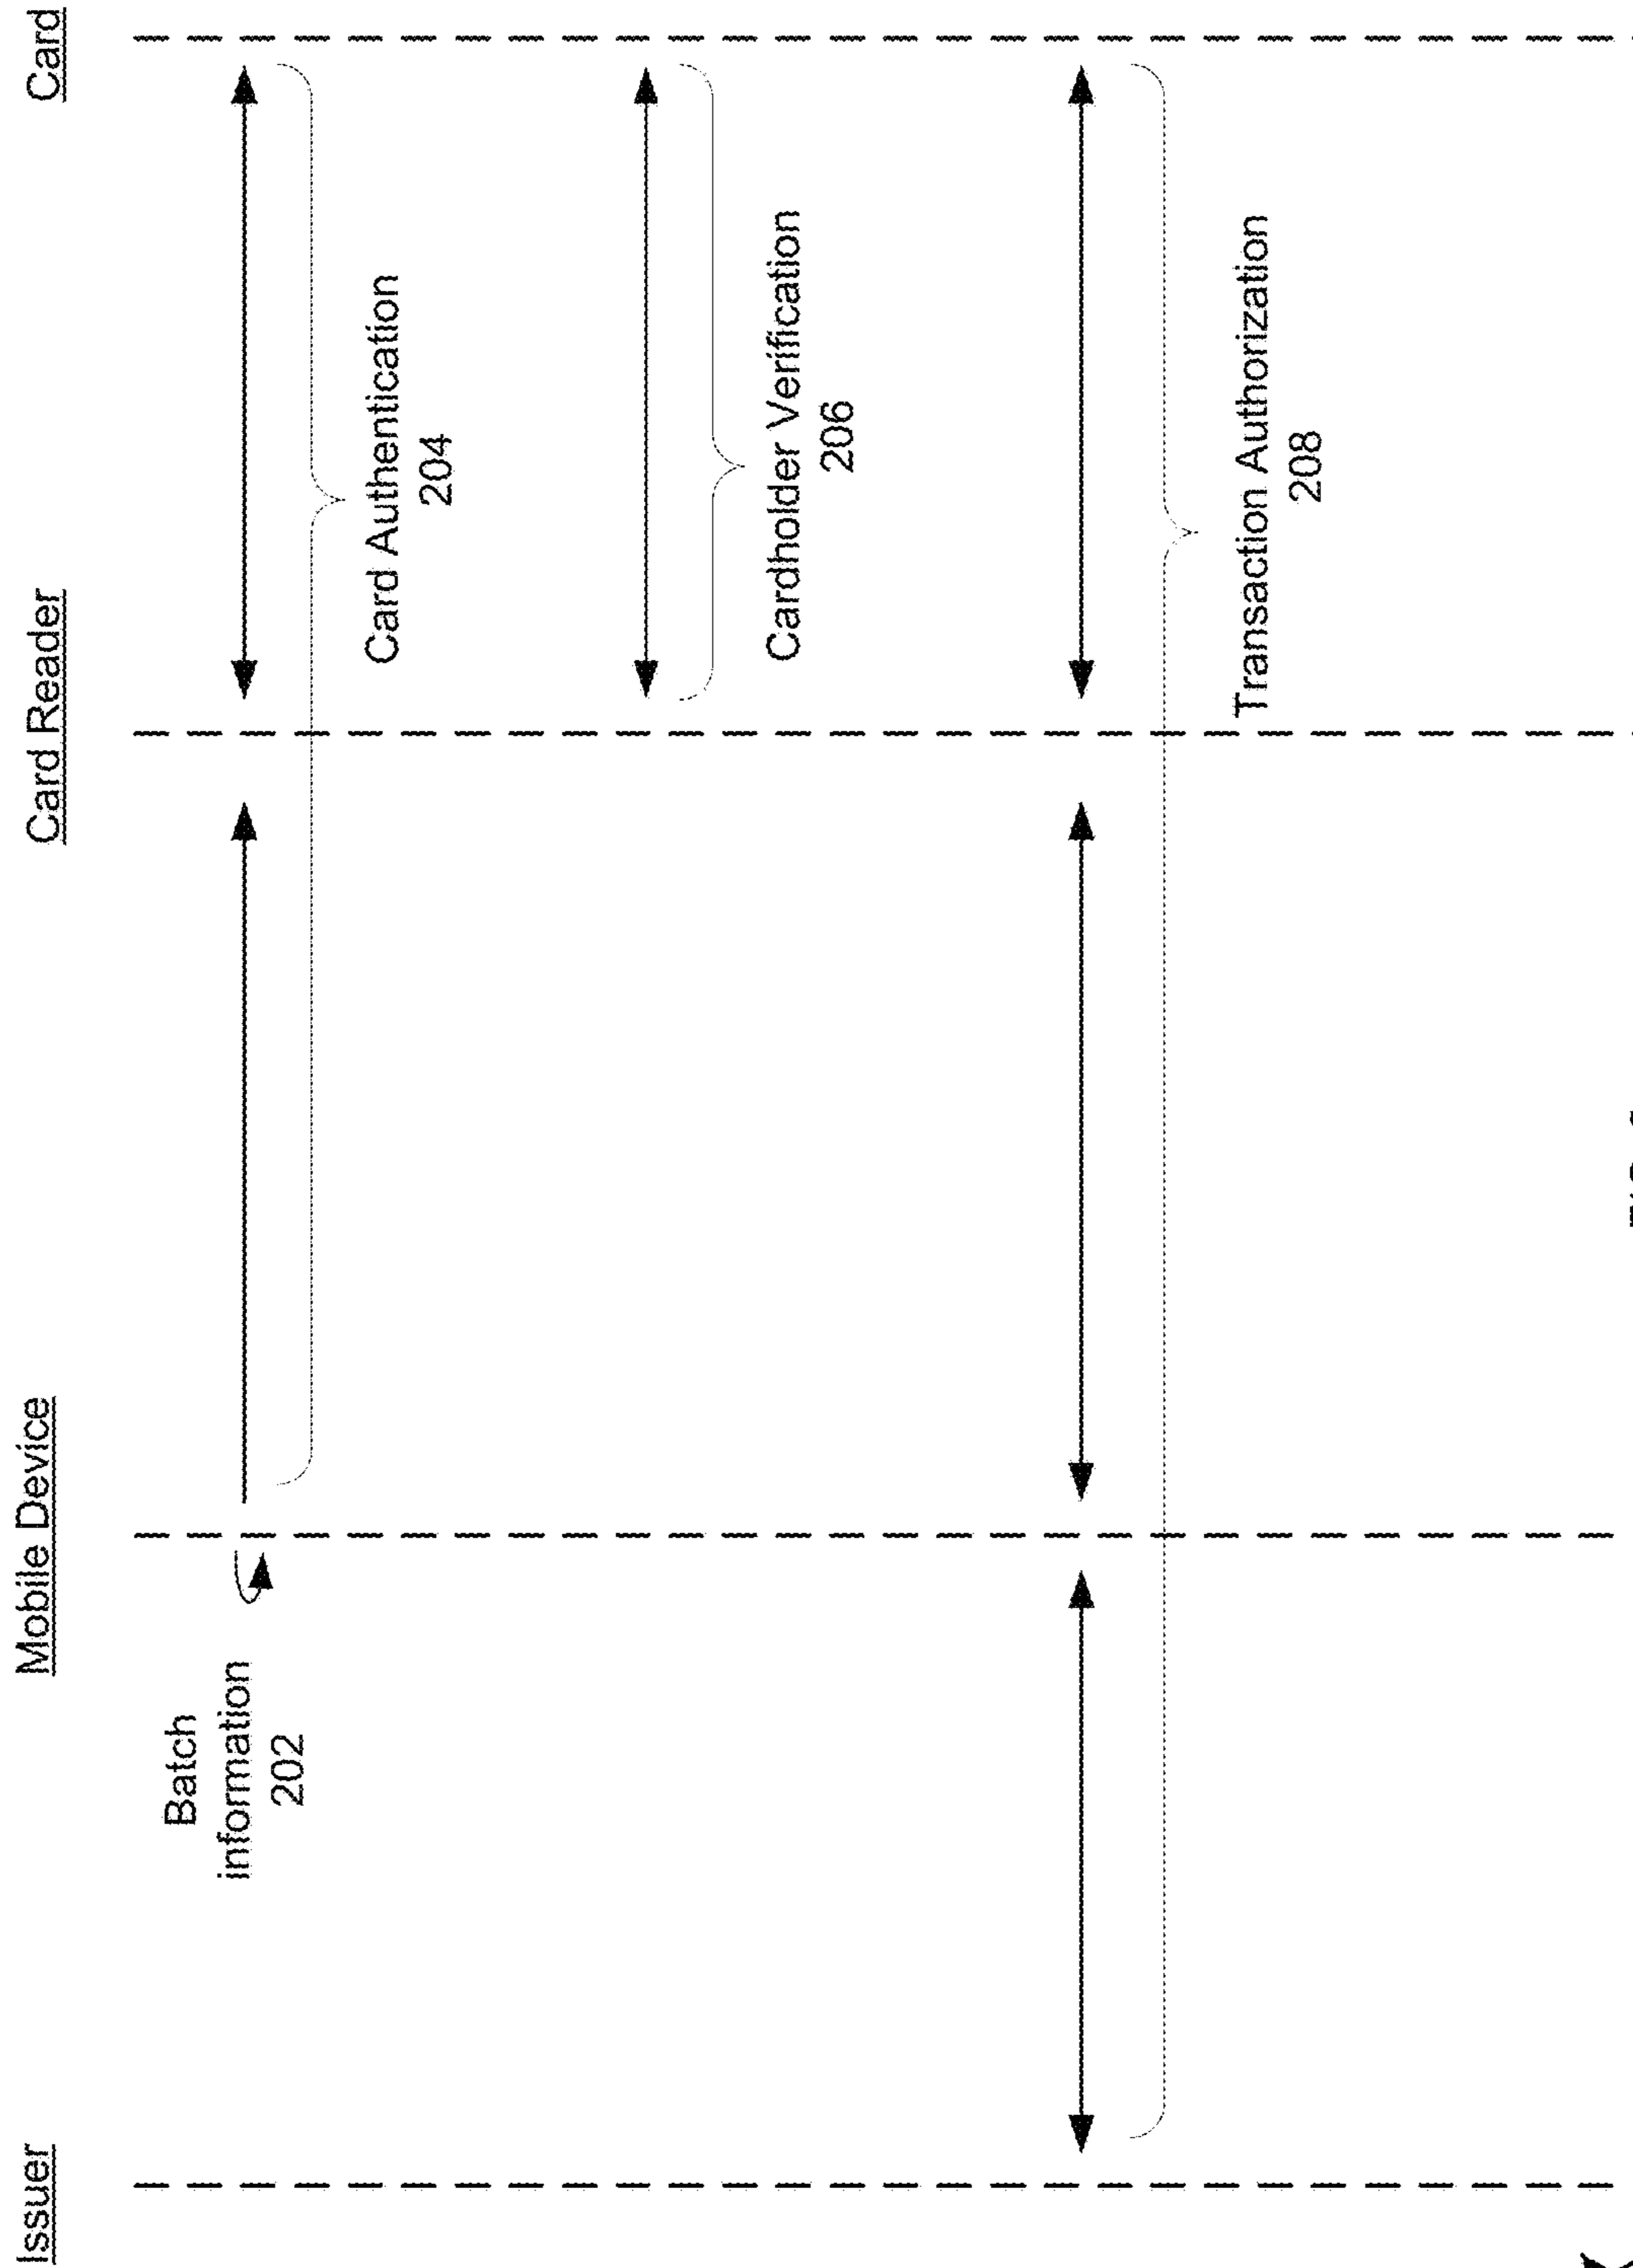 Issuer
Mobile Device
Card Reader
Card
Batch
information
202
Card Authentication
204
Cardholder Verification
206
Transaction Authorization
208